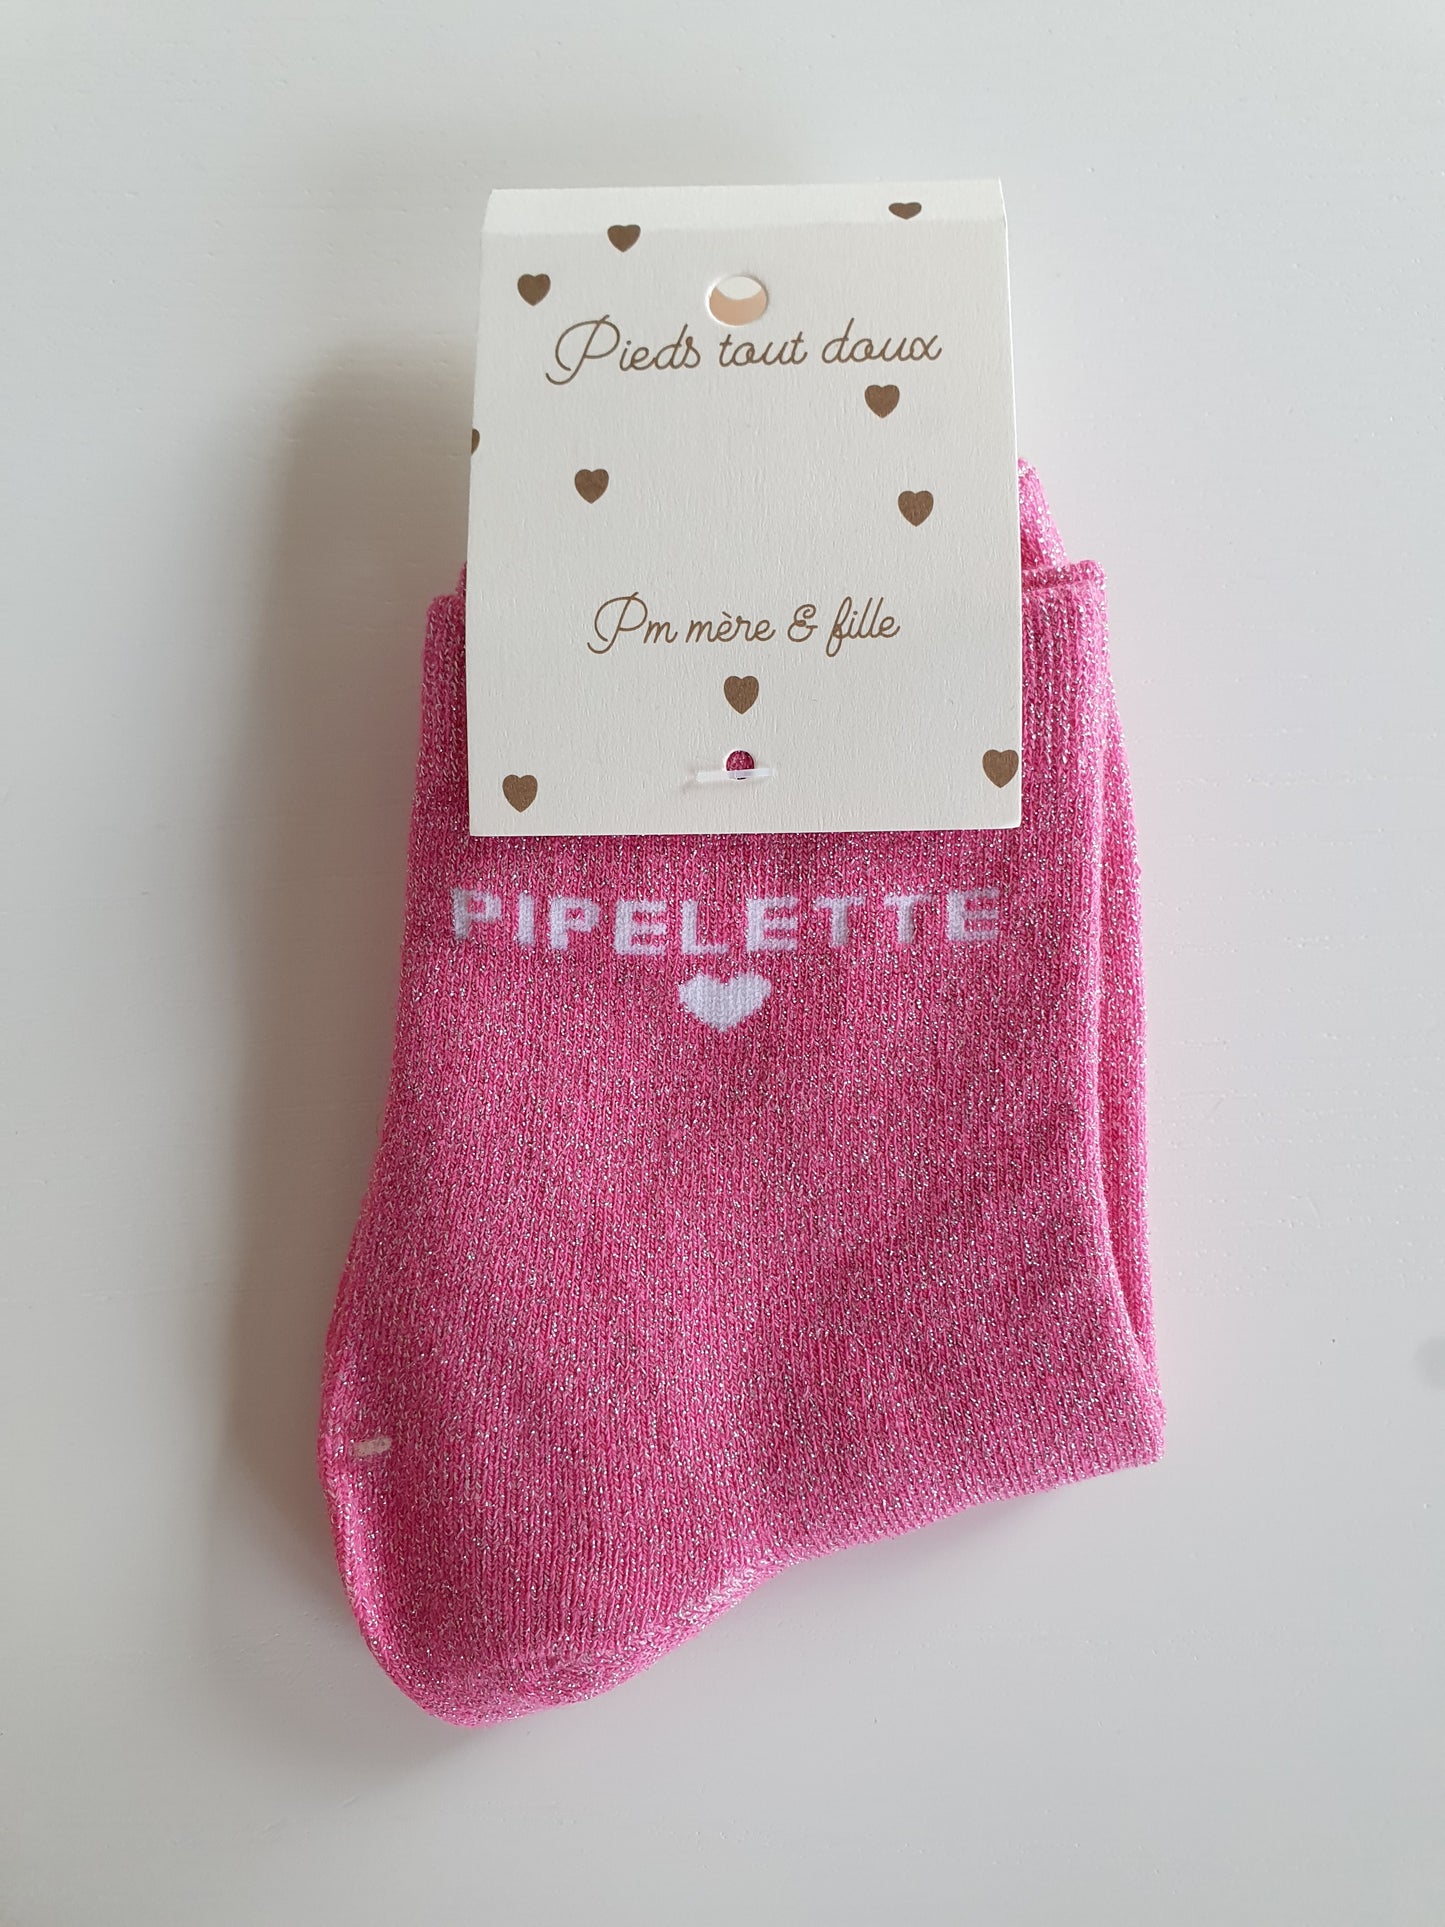 Pieds tout doux
Pm mère & fille
PIPELETTE